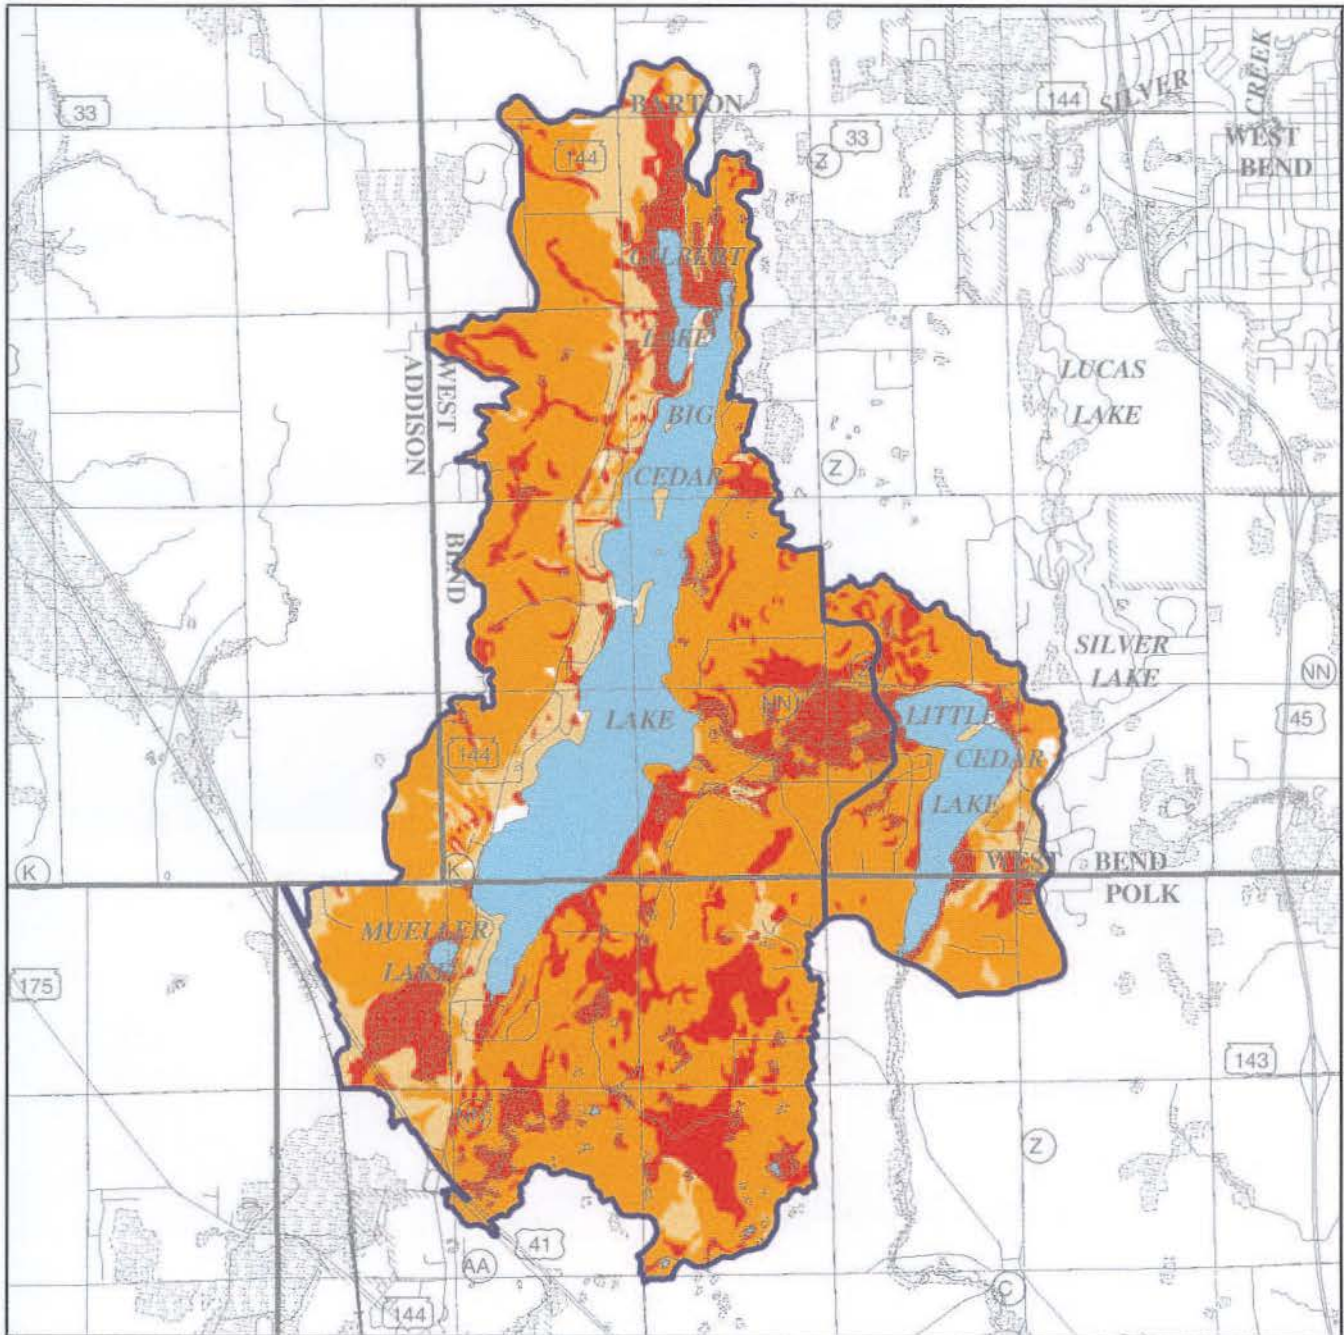 33
BARTON
144
SILVER
CREEK
WEST
BEND
144
33
Z
GILBERT
LAKE
WEST
ADDISON
BEND
LUCAS
LAKE
BIG
CEDAR
LAKE
Z
SILVER
LAKE
NN
45
NN
LITTLE
CEDAR
LAKE
144
K
K
WEST BEND
POLK
MUELLER
LAKE
175
143
Z
41
AA
144
C